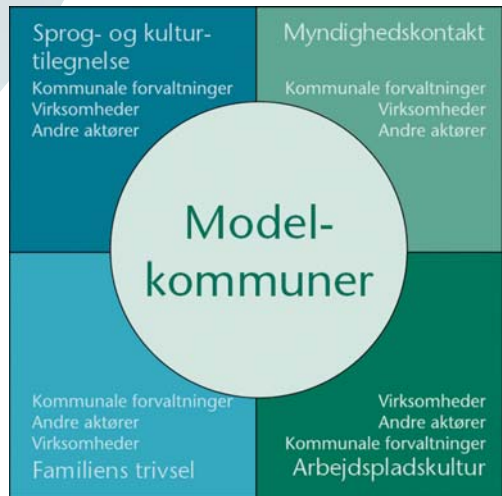 Sprog- og kultur-
tilegnelse
Kommunale forvaltninger
Virksomheder
Andre aktører
Myndighedskontakt
Kommunale forvaltninger
Virksomheder
Andre aktører
Model-
kommuner
Kommunale forvaltninger
Andre aktører
Virksomheder
Familiens trivsel
Virksomheder
Andre aktører
Kommunale forvaltninger
Arbejdspladskultur